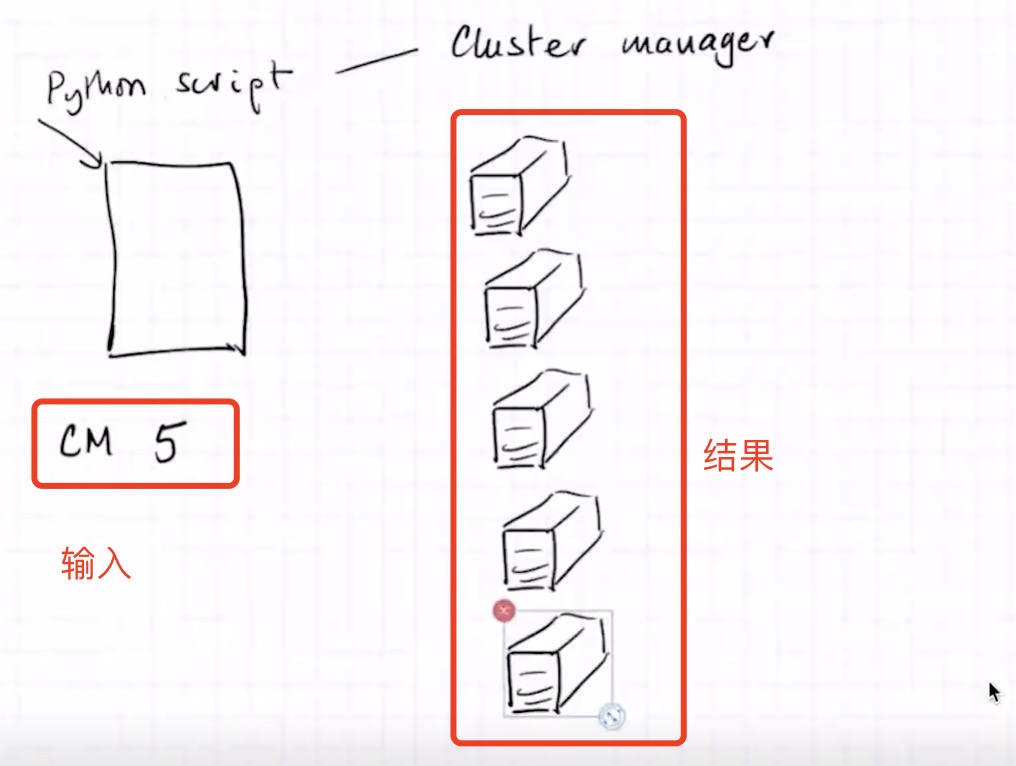 Cluster manager
Python script
CM 5
结果
输入